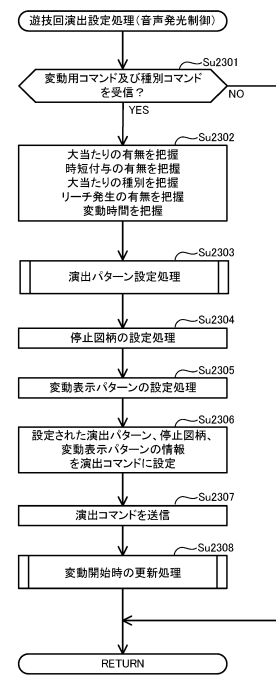 遊技回演出設定処理(音声発光制御)
Su2301
変動用コマンド及び種別コマンド
を受信?
NO
YES
Su2302
大当たりの有無を把握
時短付与の有無を把握
大当たりの種別を把握
リーチ発生の有無を把握
変動時間を把握
Su2303
演出パターン設定処理
Su2304
停止図柄の設定処理
Su2305
変動表示パターンの設定処理
Su2306
設定された演出パターン、停止図柄、
変動表示パターンの情報
を演出コマンドに設定
Su2307
演出コマンドを送信
Su2308
変動開始時の更新処理
RETURN